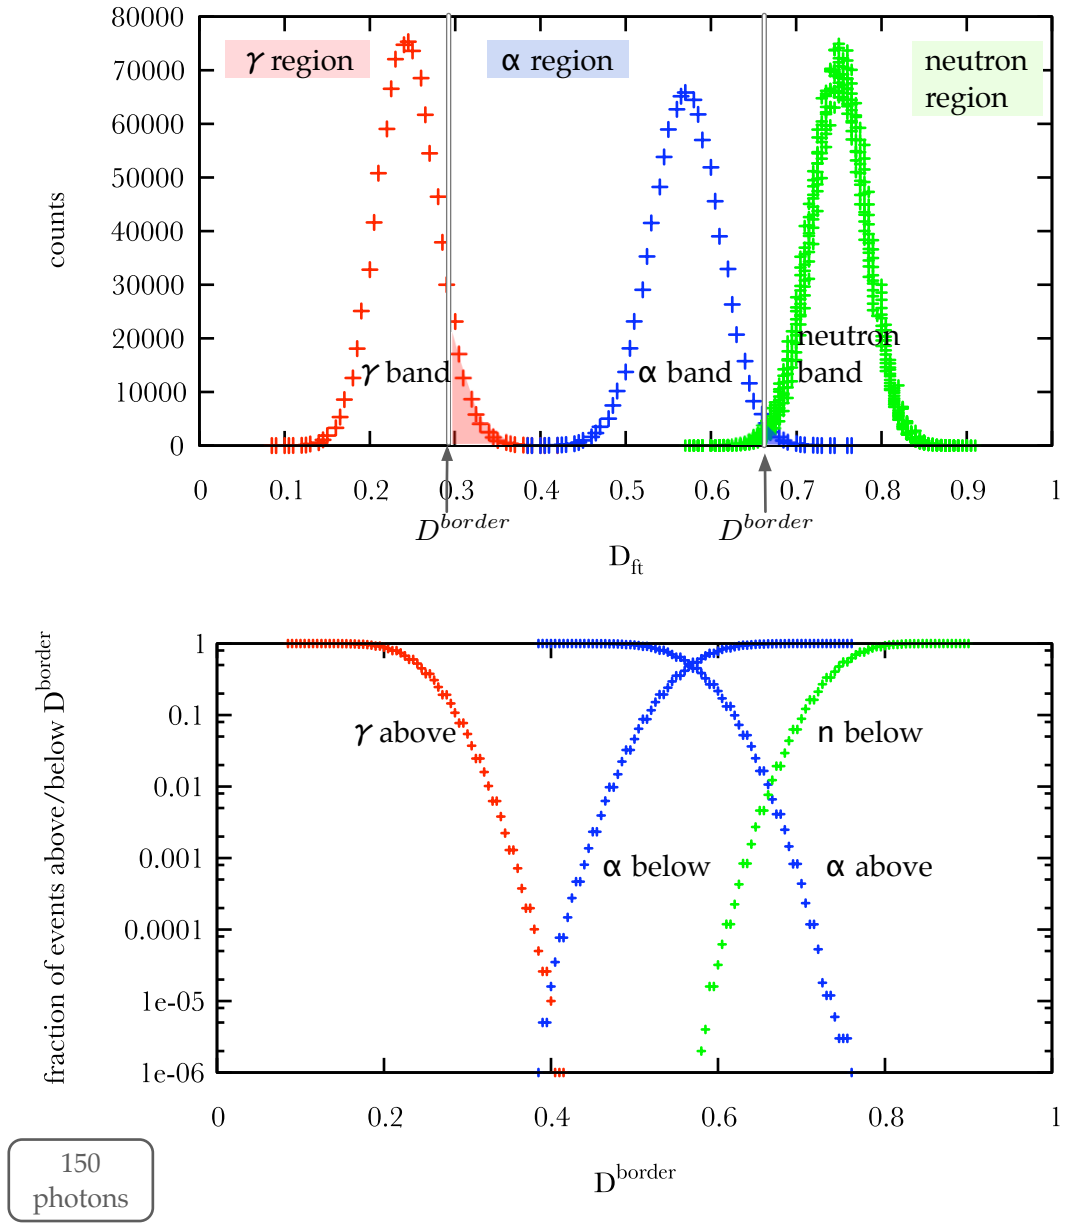 80000
70000
60000
50000
40000
30000
20000
10000
0
counts
γ region
α region
neutron
region
γ band
α band
neutron
band
0 0.1 0.2 0.3 0.4 0.5 0.6 0.7 0.8 0.9 1
D^border
D^border
D_ft
1
0.1
0.01
0.001
0.0001
1e-05
1e-06
fraction of events above/below D^border
γ above
n below
α below
α above
0 0.2 0.4 0.6 0.8 1
D^border
150
photons